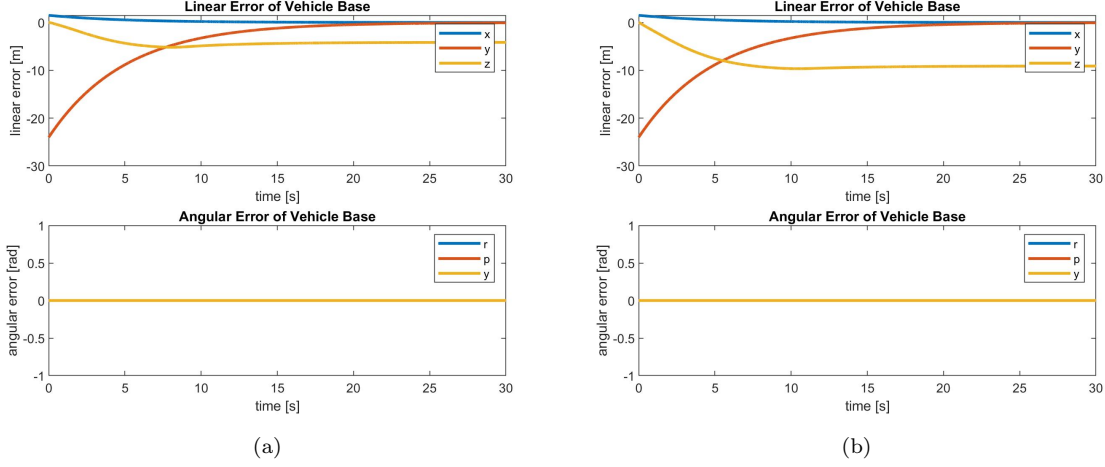 Linear Error of Vehicle Base
linear error [m]
0
-10
-20
-30
x
y
z
0 5 10 15 20 25 30
time [s]
Angular Error of Vehicle Base
angular error [rad]
1
0.5
0
-0.5
-1
r
p
y
0 5 10 15 20 25 30
time [s]
(a)
Linear Error of Vehicle Base
linear error [m]
0
-10
-20
-30
x
y
z
0 5 10 15 20 25 30
time [s]
Angular Error of Vehicle Base
angular error [rad]
1
0.5
0
-0.5
-1
r
p
y
0 5 10 15 20 25 30
time [s]
(b)